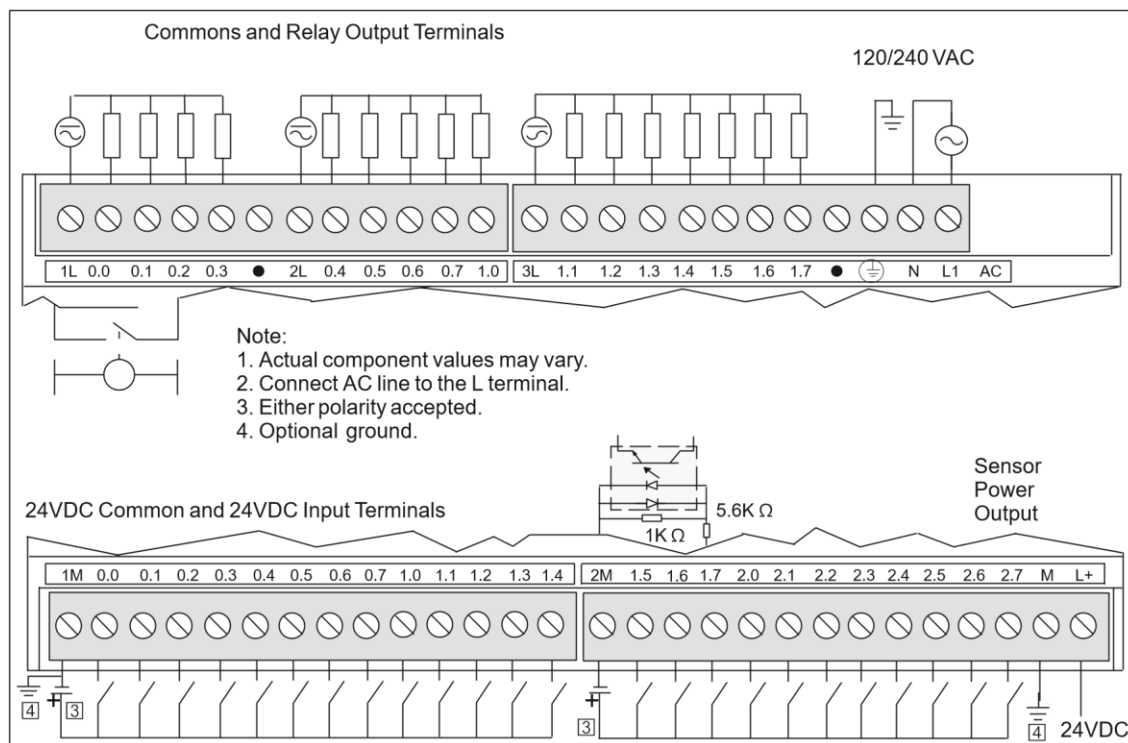 Commons and Relay Output Terminals
120/240 VAC
1L 0.0 0.1 0.2 0.3 ● 2L 0.4 0.5 0.6 0.7 1.0
3L 1.1 1.2 1.3 1.4 1.5 1.6 1.7 ● N L1 AC
Note:
1. Actual component values may vary.
2. Connect AC line to the L terminal.
3. Either polarity accepted.
4. Optional ground.
Sensor
Power
Output
24VDC Common and 24VDC Input Terminals
5.6K Ω
1K Ω
1M 0.0 0.1 0.2 0.3 0.4 0.5 0.6 0.7 1.0 1.1 1.2 1.3 1.4
2M 1.5 1.6 1.7 2.0 2.1 2.2 2.3 2.4 2.5 2.6 2.7 M L+
4
+
3
+
3
4
24VDC